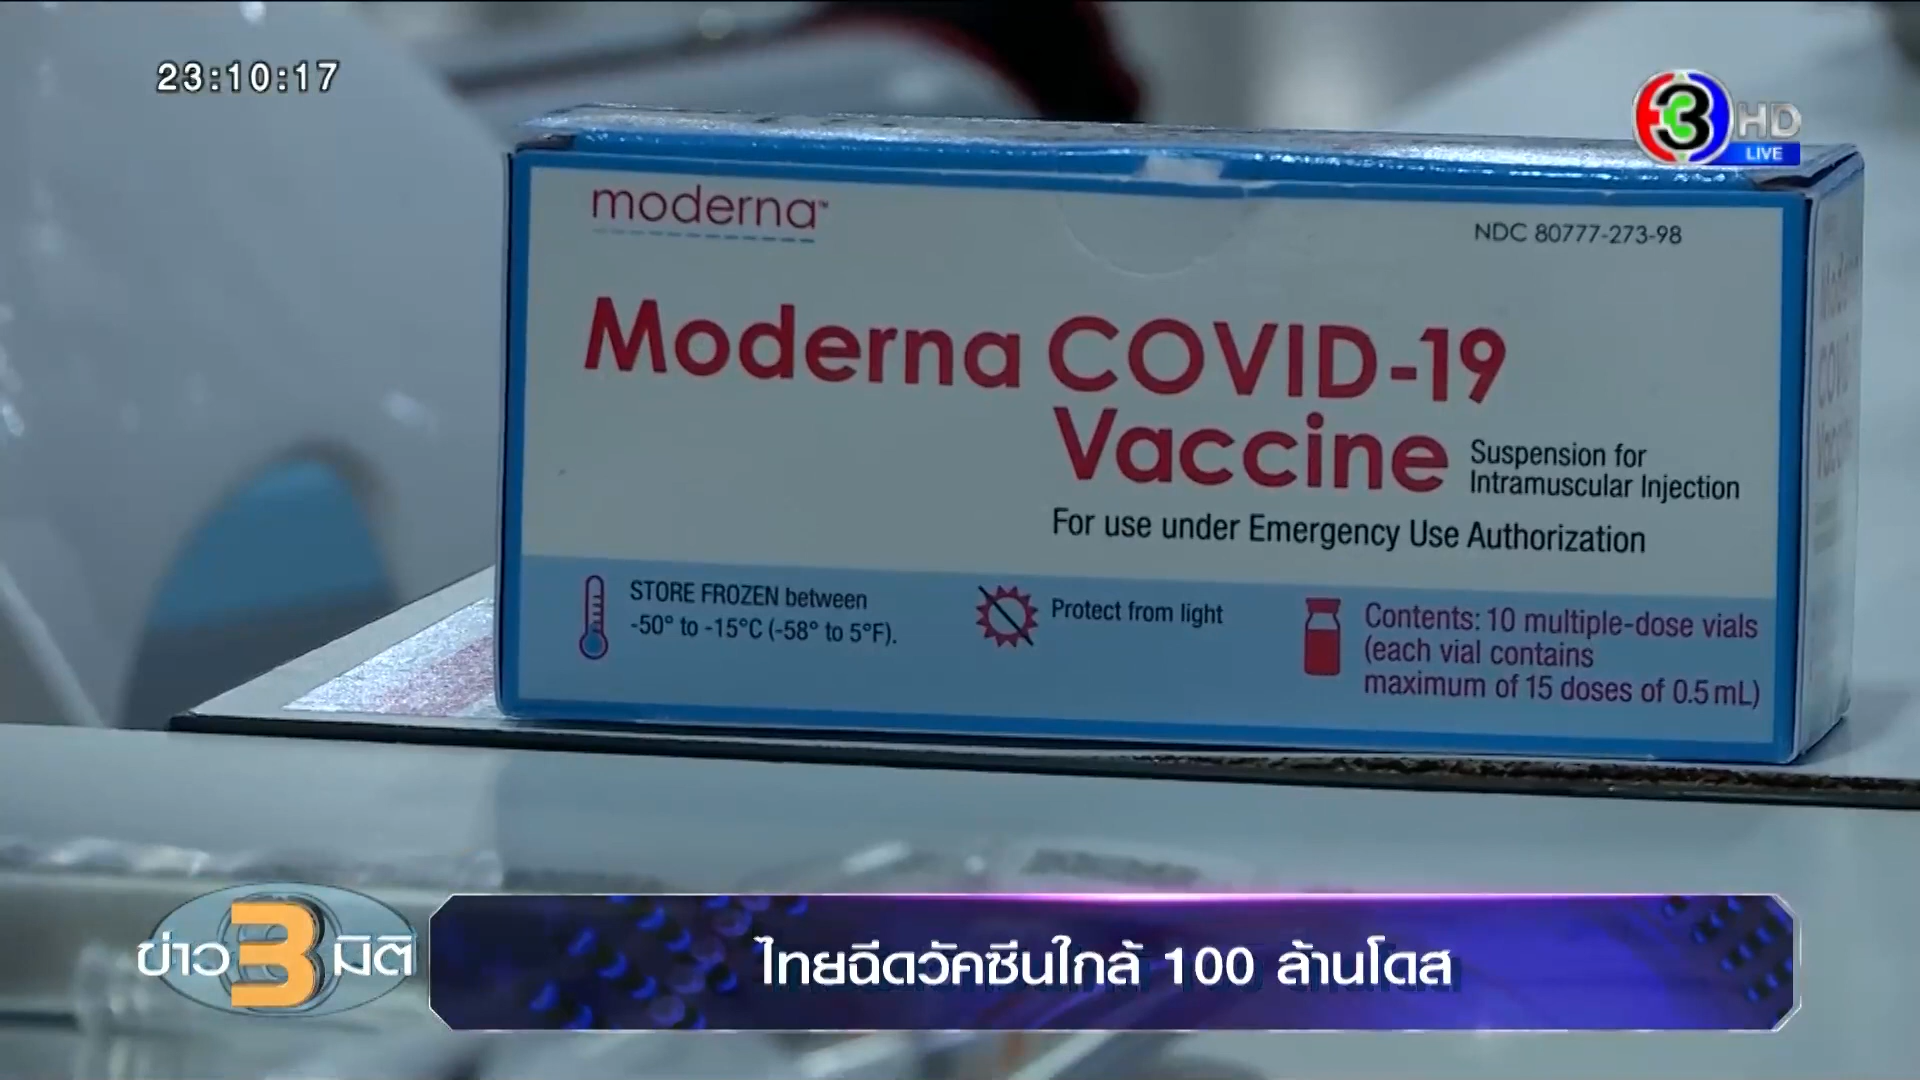 23:10:17
3 HD
LIVE
moderna™
NDC 80777-273-98
Moderna COVID-19
Vaccine
Suspension for
Intramuscular Injection
For use under Emergency Use Authorization
STORE FROZEN between
-50° to -15°C (-58° to 5°F).
Protect from light
Contents: 10 multiple-dose vials
(each vial contains
maximum of 15 doses of 0.5 mL)
Moderna
COVID
Vaccin
ข่าว 3 มิติ
ไทยฉีดวัคซีนใกล้ 100 ล้านโดส